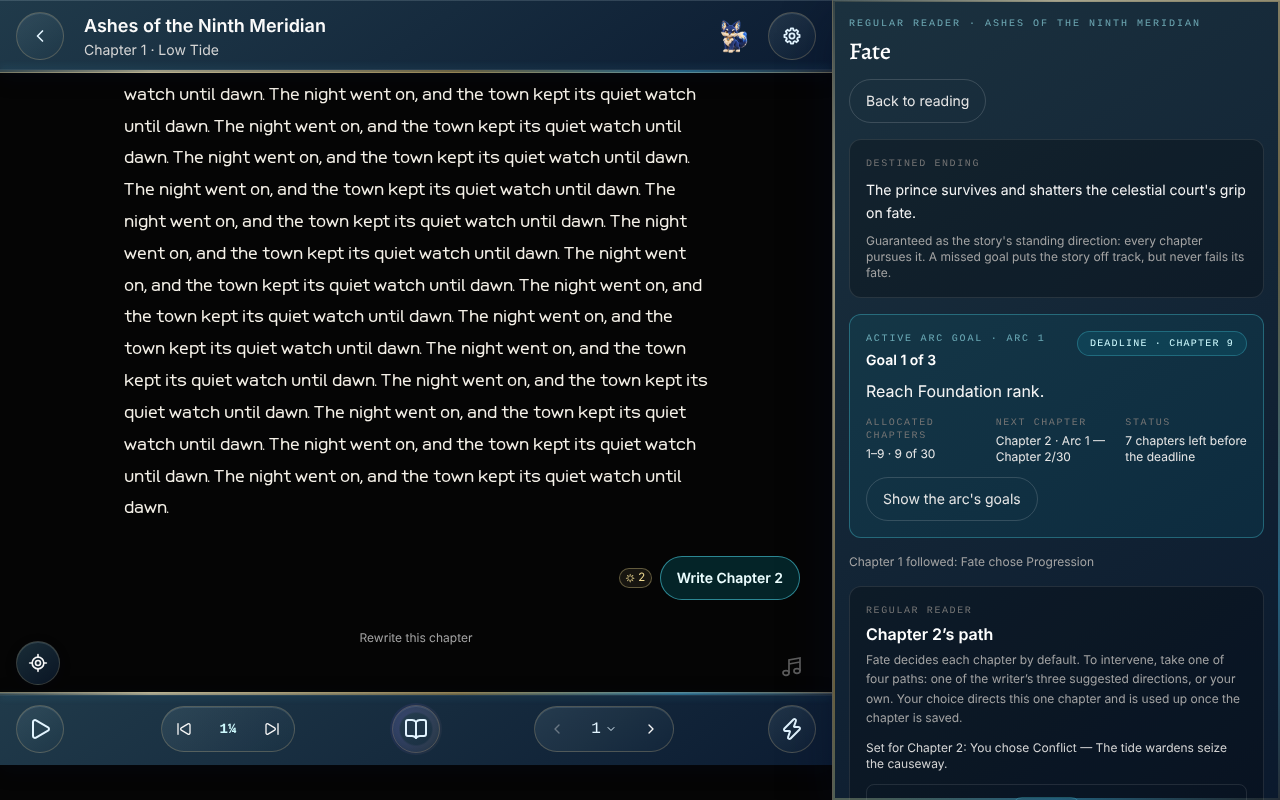 Ashes of the Ninth Meridian
Chapter 1 · Low Tide
watch until dawn. The night went on, and the town kept its quiet watch
until dawn. The night went on, and the town kept its quiet watch until
dawn. The night went on, and the town kept its quiet watch until dawn.
The night went on, and the town kept its quiet watch until dawn. The
night went on, and the town kept its quiet watch until dawn. The night
went on, and the town kept its quiet watch until dawn. The night went
on, and the town kept its quiet watch until dawn. The night went on, and
the town kept its quiet watch until dawn. The night went on, and the
town kept its quiet watch until dawn. The night went on, and the town
kept its quiet watch until dawn. The night went on, and the town kept its
quiet watch until dawn. The night went on, and the town kept its quiet
watch until dawn. The night went on, and the town kept its quiet watch
until dawn. The night went on, and the town kept its quiet watch until
dawn.
2
Write Chapter 2
Rewrite this chapter
1¼
1
REGULAR READER · ASHES OF THE NINTH MERIDIAN
Fate
Back to reading
DESTINED ENDING
The prince survives and shatters the celestial court's grip
on fate.
Guaranteed as the story's standing direction: every chapter
pursues it. A missed goal puts the story off track, but never fails its
fate.
ACTIVE ARC GOAL · ARC 1
DEADLINE · CHAPTER 9
Goal 1 of 3
Reach Foundation rank.
ALLOCATED
CHAPTERS
1–9 · 9 of 30
NEXT CHAPTER
Chapter 2 · Arc 1 —
Chapter 2/30
STATUS
7 chapters left before
the deadline
Show the arc's goals
Chapter 1 followed: Fate chose Progression
REGULAR READER
Chapter 2’s path
Fate decides each chapter by default. To intervene, take one of
four paths: one of the writer’s three suggested directions, or your
own. Your choice directs this one chapter and is used up once the
chapter is saved.
Set for Chapter 2: You chose Conflict — The tide wardens seize
the causeway.